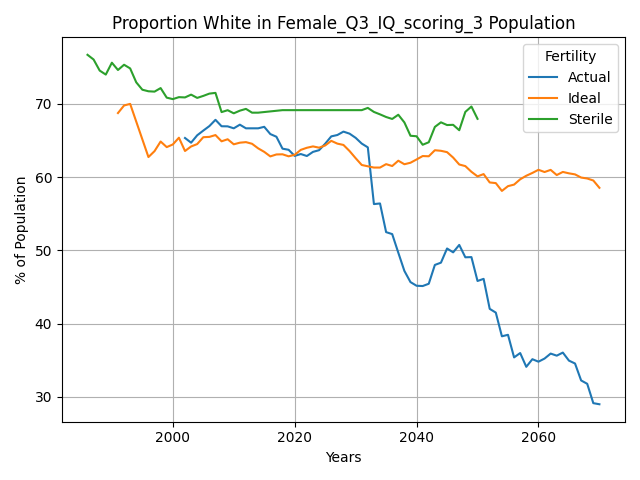 Proportion White in Female_Q3_IQ_scoring_3 Population
Fertility
Actual
Ideal
Sterile
% of Population
70
60
50
40
30
2000
2020
2040
2060
Years